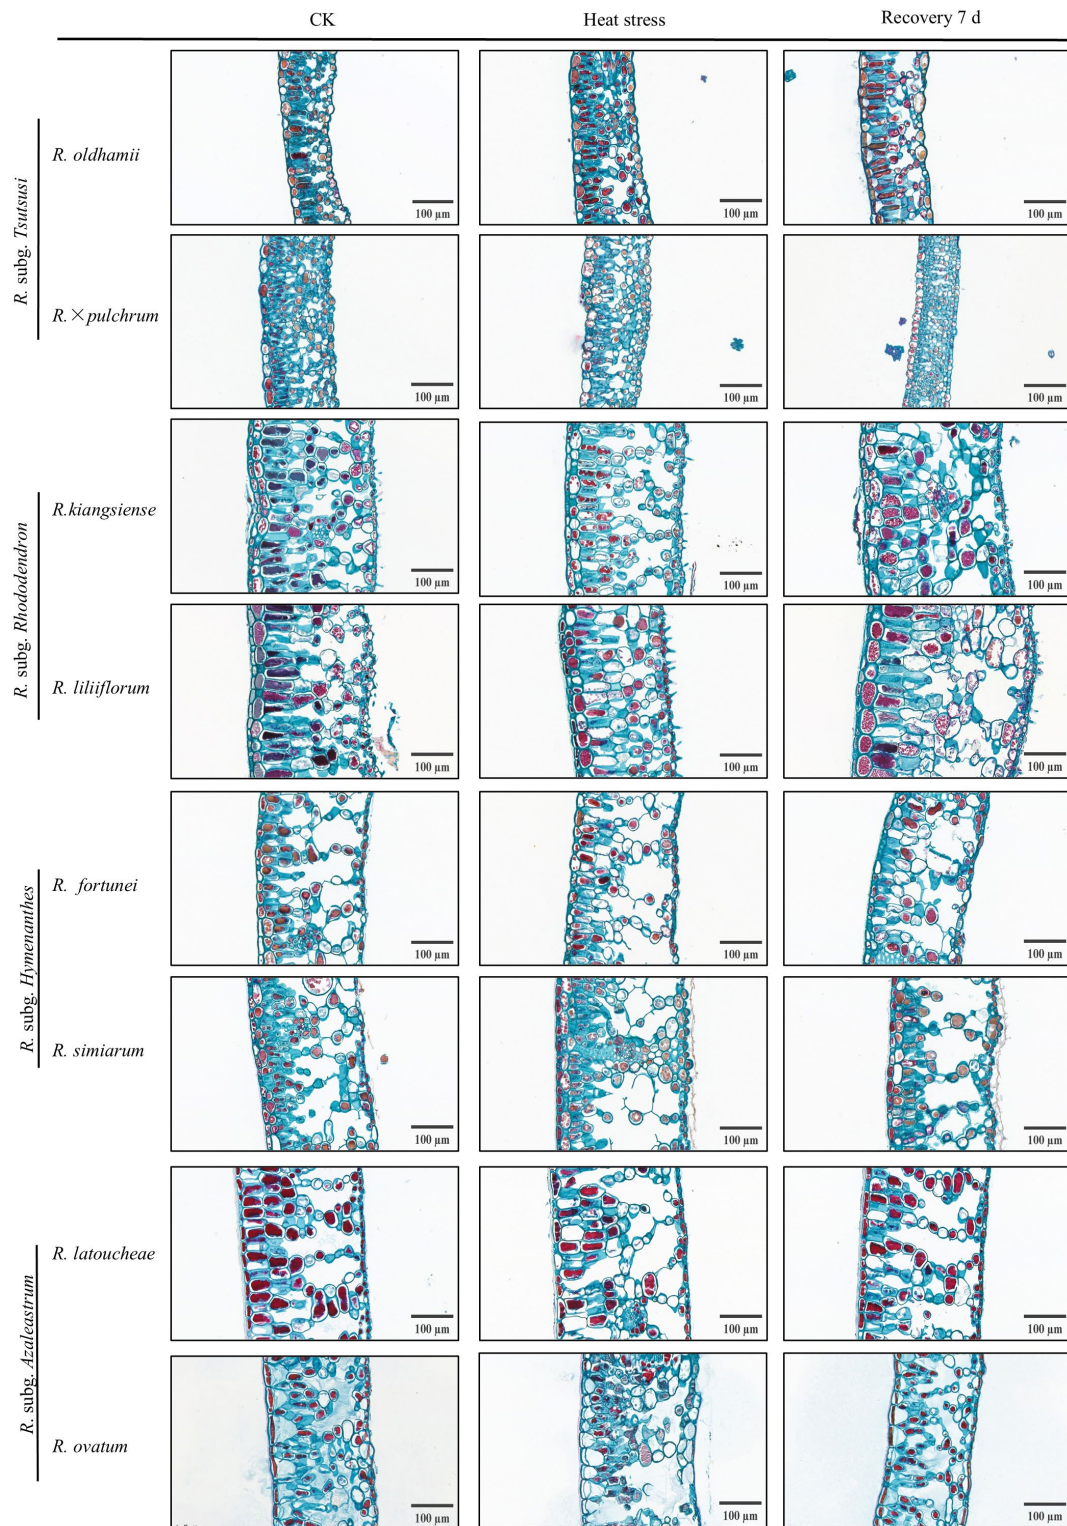 CK Heat stress Recovery 7 d
R. subg. Tsutsusi
R. oldhamii
100 µm 100 µm 100 µm
R.×pulchrum
100 µm 100 µm 100 µm
R. subg. Rhododendron
R.kiangsiense
100 µm 100 µm 100 µm
R. liliiflorum
100 µm 100 µm 100 µm
R. subg. Hymenanthes
R. fortunei
100 µm 100 µm 100 µm
R. simiarum
100 µm 100 µm 100 µm
R. subg. Azaleastrum
R. latoucheae
100 µm 100 µm 100 µm
R. ovatum
100 µm 100 µm 100 µm